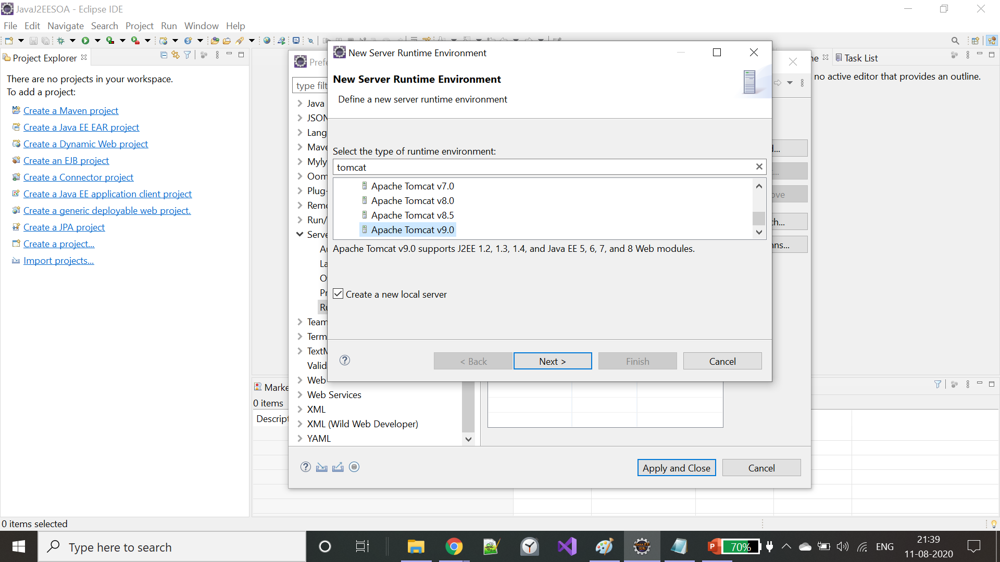 JavaJ2EESOA - Eclipse IDE
File Edit Navigate Search Project Run Window Help
Project Explorer
There are no projects in your workspace.
To add a project:
Create a Maven project
Create a Java EE EAR project
Create a Dynamic Web project
Create an EJB project
Create a Connector project
Create a Java EE application client project
Create a generic deployable web project.
Create a JPA project
Create a project...
Import projects...
Prefe
type filt
Java
JSON
Lang
Mave
Myly
Oom
Plug-
Remo
Run/
Serve
Au
La
O
Pr
Ru
Team
Term
TextM
Valid
Web
Web Services
XML
XML (Wild Web Developer)
YAML
New Server Runtime Environment
New Server Runtime Environment
Define a new server runtime environment
Select the type of runtime environment:
tomcat
Apache Tomcat v7.0
Apache Tomcat v8.0
Apache Tomcat v8.5
Apache Tomcat v9.0
Apache Tomcat v9.0 supports J2EE 1.2, 1.3, 1.4, and Java EE 5, 6, 7, and 8 Web modules.
Create a new local server
< Back
Next >
Finish
Cancel
ove
ch...
ns...
Apply and Close
Cancel
ne
Task List
no active editor that provides an outline.
Marke
0 items
Descript
0 items selected
Type here to search
70%
ENG
21:39
11-08-2020